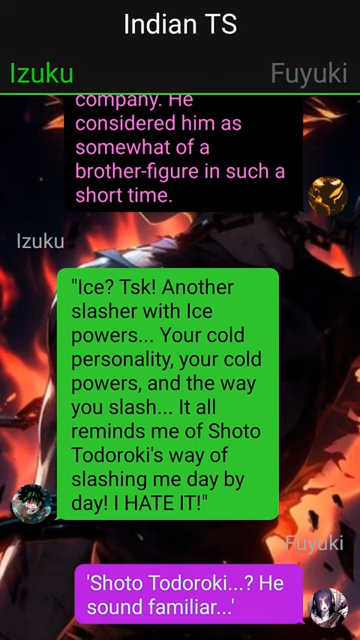 Indian TS
Izuku Fuyuki
company. He
considered him as
somewhat of a
brother-figure in such a
short time.
Izuku
"Ice? Tsk! Another
slasher with Ice
powers... Your cold
personality, your cold
powers, and the way
you slash... It all
reminds me of Shoto
Todoroki's way of
slashing me day by
day! I HATE IT!"
Fuyuki
'Shoto Todoroki...? He
sound familiar...'